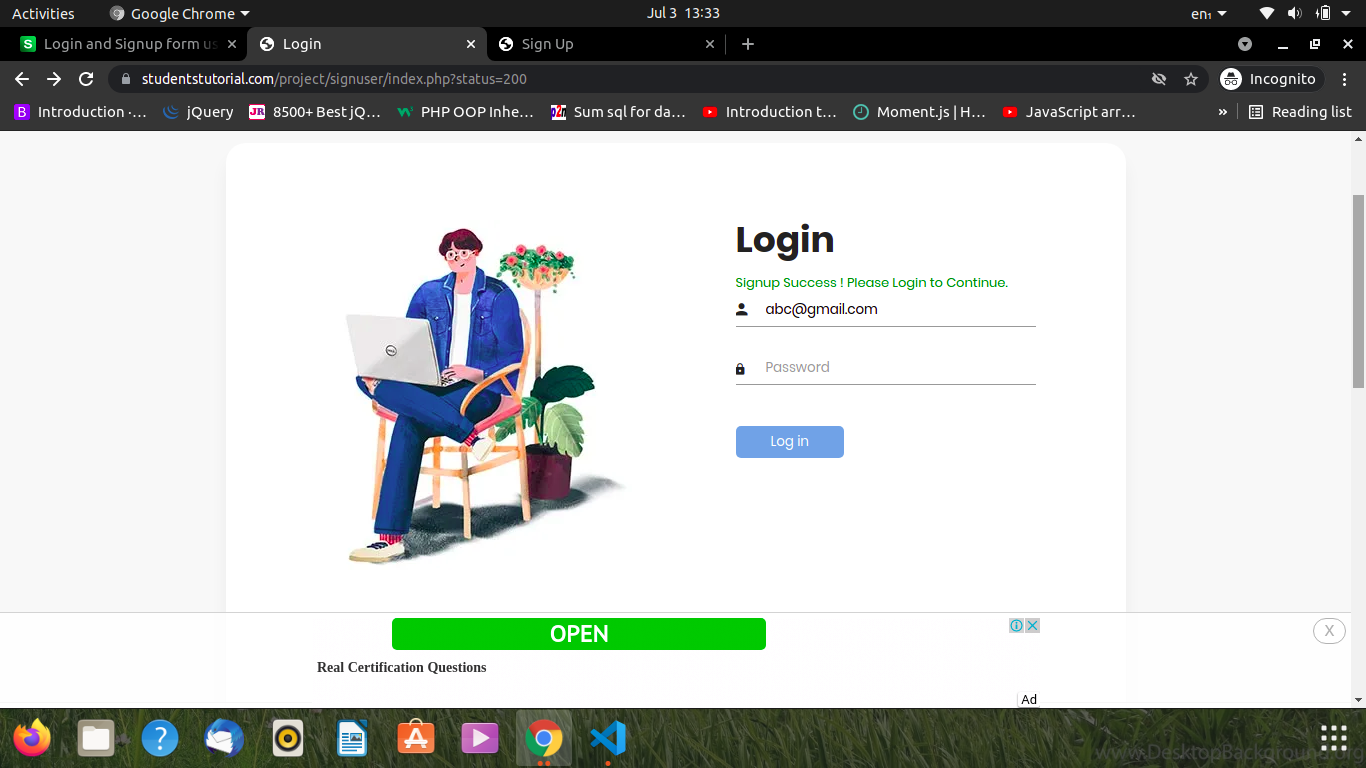 Activities
Google Chrome
Jul 3 13:33
en₁
S Login and Signup form us
Login
Sign Up
studentstutorial.com/project/signuser/index.php?status=200
Incognito
B Introduction ·...
jQuery
JR 8500+ Best jQ...
PHP OOP Inhe...
Sum sql for da...
Introduction t...
Moment.js | H...
JavaScript arr...
»
Reading list
Login
Signup Success ! Please Login to Continue.
abc@gmail.com
Password
Log in
DELL
OPEN
X
Real Certification Questions
Ad
www.DesktopBackground.org